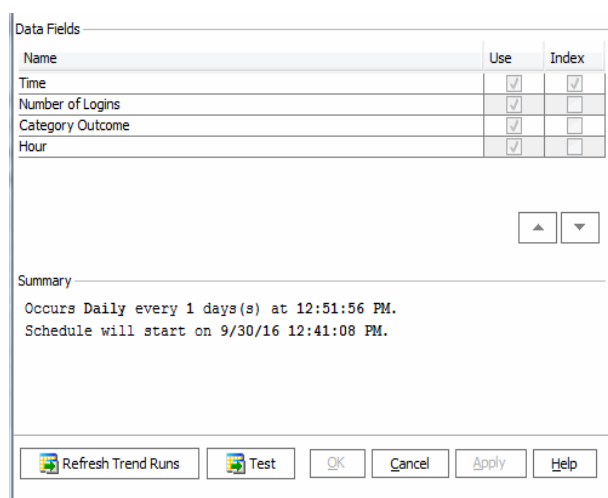 Data Fields
Name Use Index
Time
Number of Logins
Category Outcome
Hour
Summary
Occurs Daily every 1 days(s) at 12:51:56 PM.
Schedule will start on 9/30/16 12:41:08 PM.
Refresh Trend Runs Test OK Cancel Apply Help